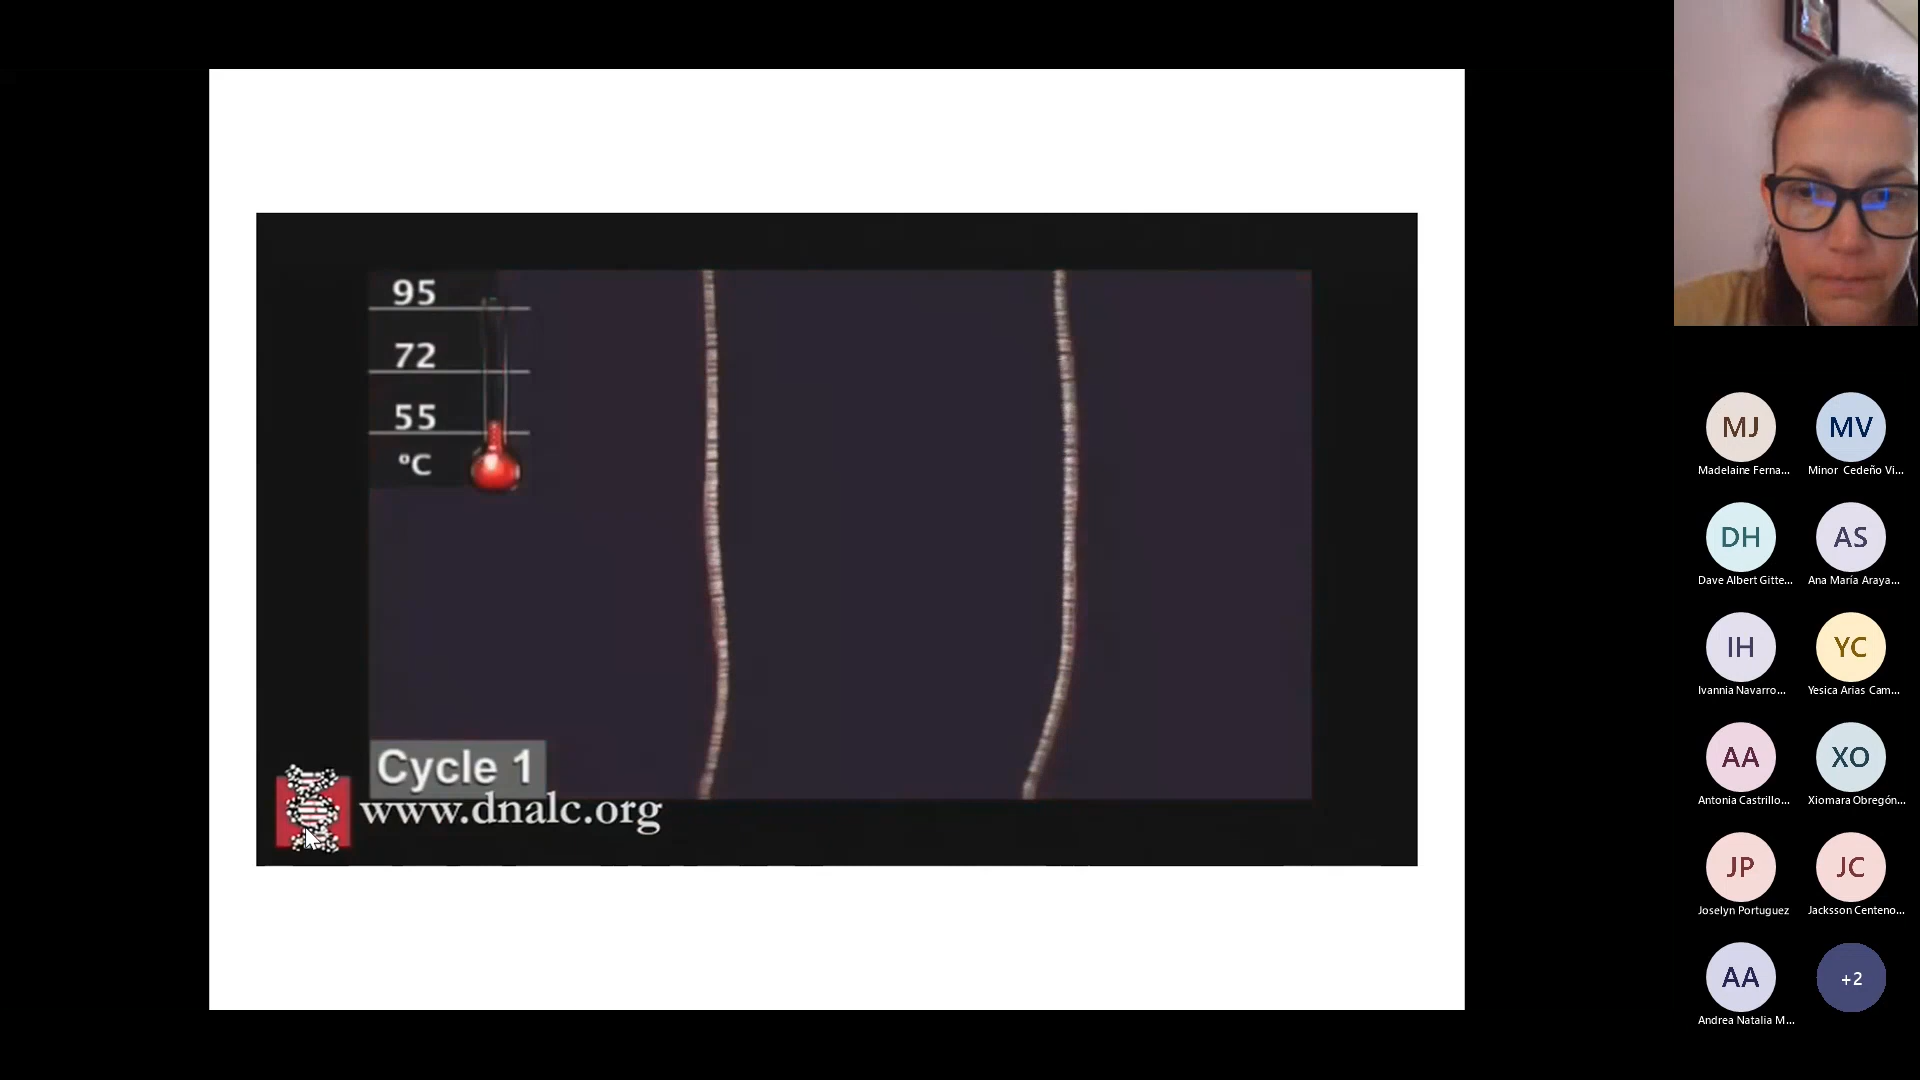 95
72
55
°C
Cycle 1
www.dnalc.org
MJ
Madelaine Ferna...
MV
Minor Cedeño Vi...
DH
Dave Albert Gitte...
AS
Ana María Araya...
IH
Ivannia Navarro...
YC
Yesica Arias Cam...
AA
Antonia Castrillo...
XO
Xiomara Obregón...
JP
Joselyn Portuguez
JC
Jacksson Centeno...
AA
Andrea Natalia M...
+2